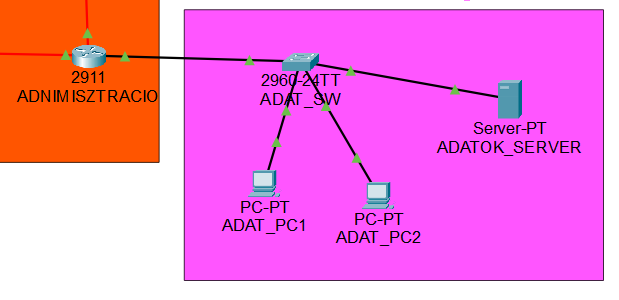 2911
ADNIMISZTRACIO
2960-24TT
ADAT_SW
Server-PT
ADATOK_SERVER
PC-PT
ADAT_PC1
PC-PT
ADAT_PC2